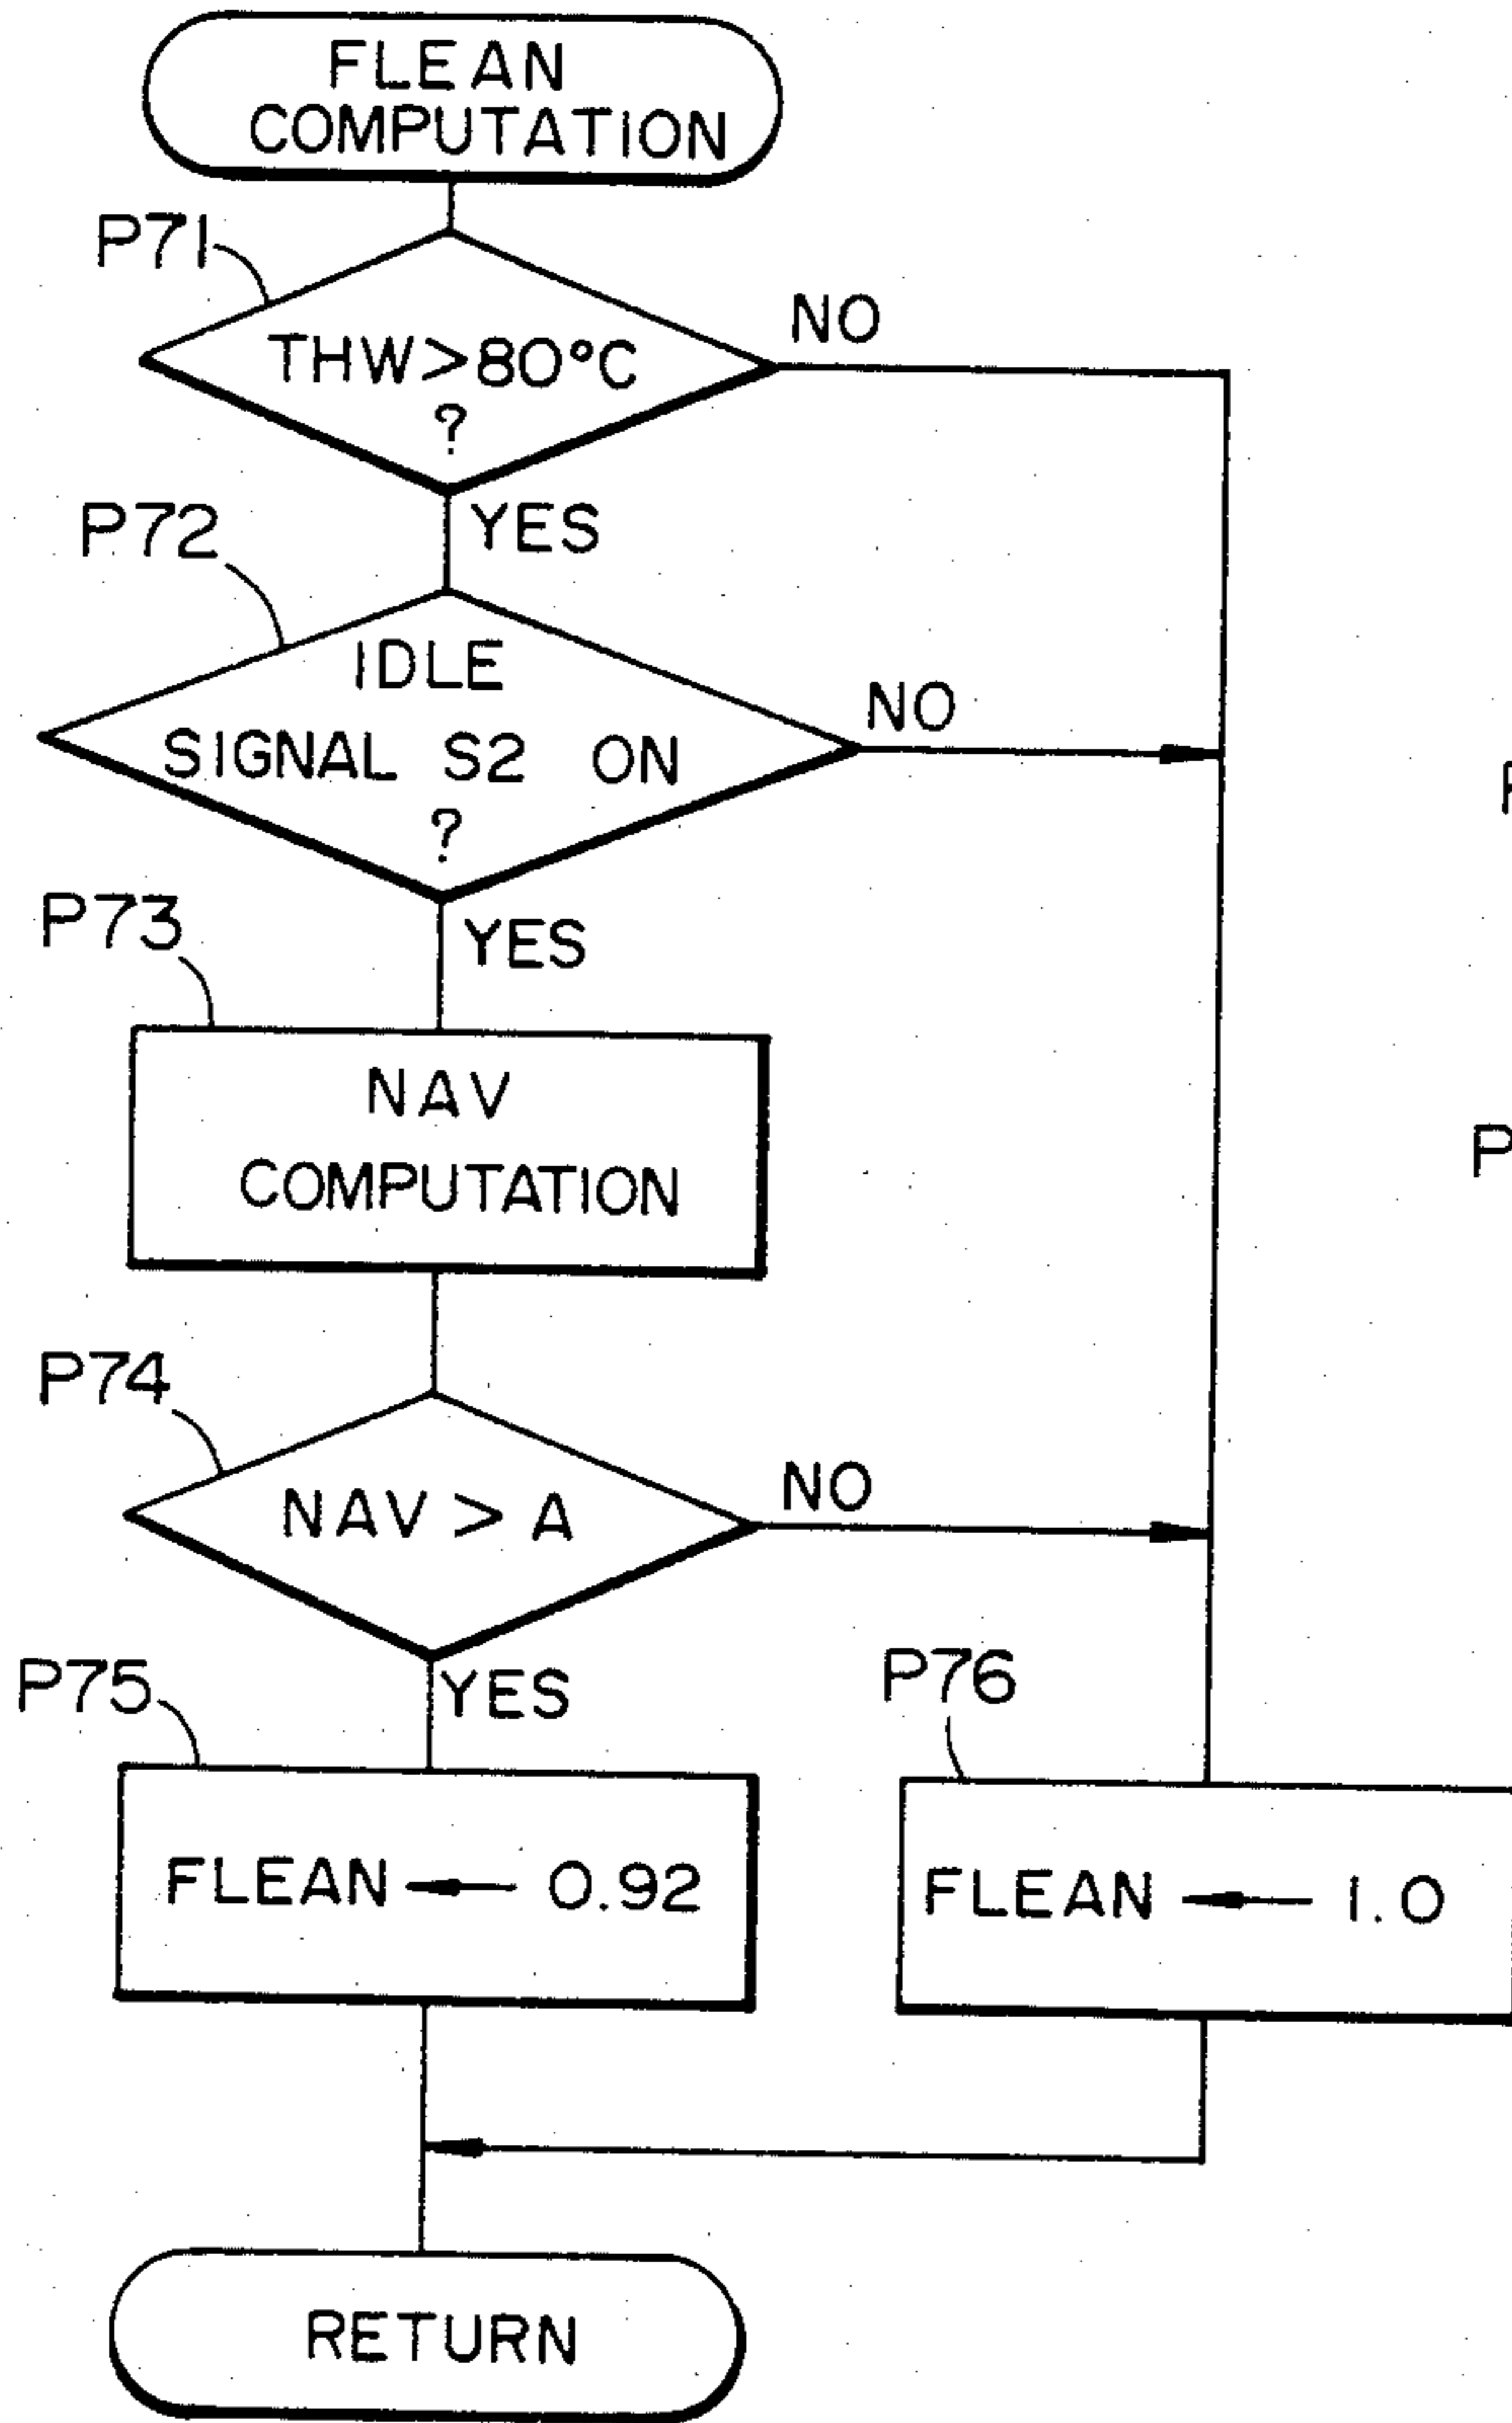 FLEAN
COMPUTATION
P71
THW>80°C
?
NO
YES
P72
IDLE
SIGNAL S2 ON
?
NO
YES
P73
NAV
COMPUTATION
P74
NAV > A
NO
YES
P75
FLEAN ← 0.92
P76
FLEAN ← 1.0
RETURN
P